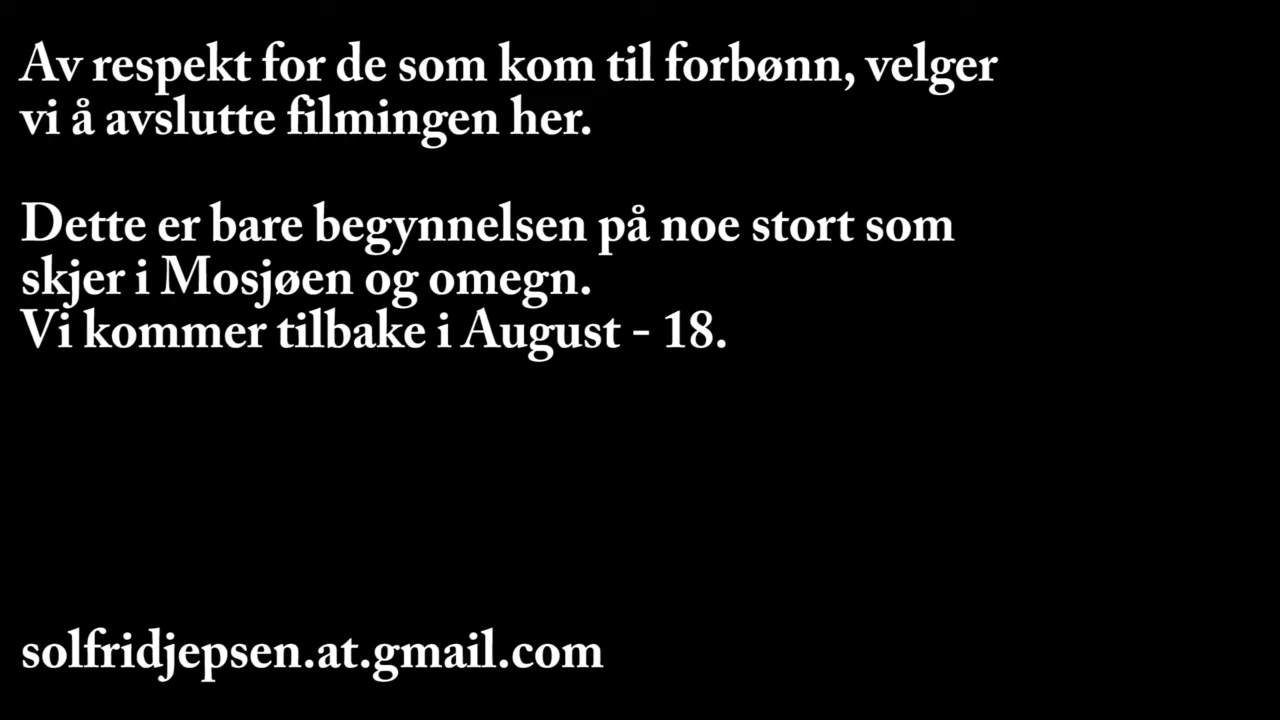 Av respekt for de som kom til forbønn, velger
vi å avslutte filmingen her.
Dette er bare begynnelsen på noe stort som
skjer i Mosjøen og omegn.
Vi kommer tilbake i August - 18.
solfridjepsen.at.gmail.com